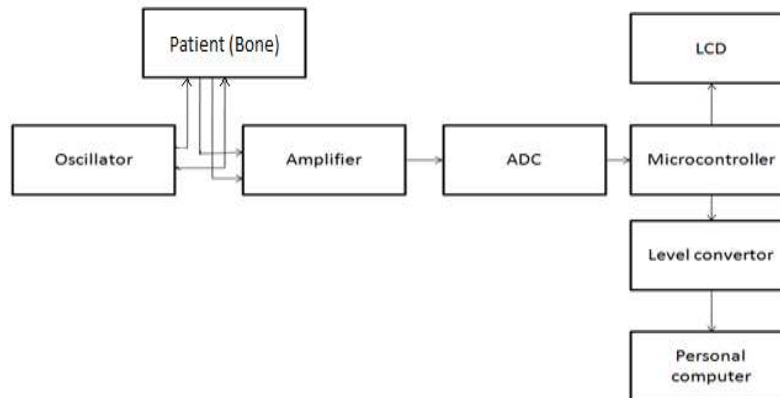 Patient (Bone)
LCD
Oscillator
Amplifier
ADC
Microcontroller
Level convertor
Personal
computer